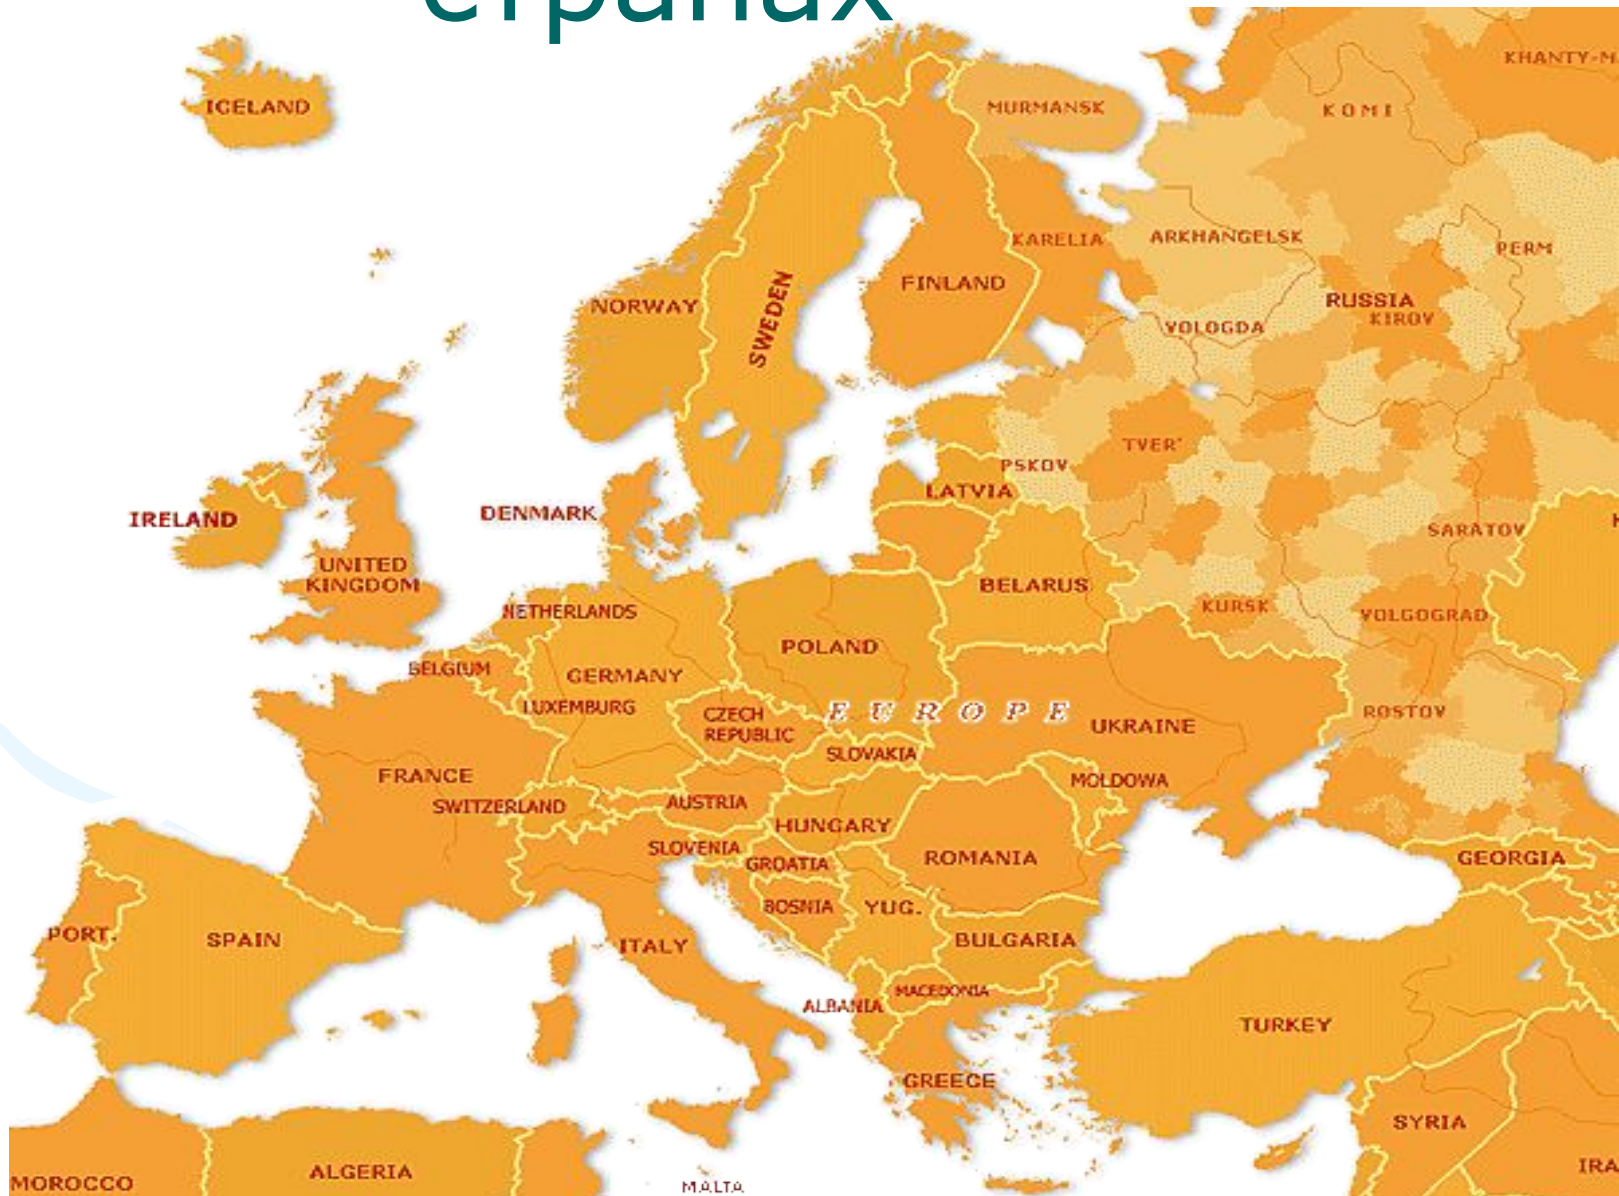 странах
KHANTY-M
ICELAND
MURMANSK
KOMI
KARELIA
ARKHANGELSK
PERM
FINLAND
NORWAY
SWEDEN
RUSSIA
KIROV
VOLOGDA
TVER'
PSKOV
LATVIA
IRELAND
DENMARK
SARATOV
UNITED
KINGDOM
BELARUS
NETHERLANDS
KURSK
VOLGOGRAD
POLAND
BELGIUM
GERMANY
LUXEMBURG
CZECH
REPUBLIC
EUROPE
ROSTOV
UKRAINE
SLOVAKIA
FRANCE
MOLDOWA
SWITZERLAND
AUSTRIA
HUNGARY
SLOVENIA
CROATIA
ROMANIA
GEORGIA
BOSNIA
YUG.
PORT.
SPAIN
ITALY
BULGARIA
MACEDONIA
ALBANIA
TURKEY
GREECE
SYRIA
IRA
ALGERIA
MOROCCO
MALTA